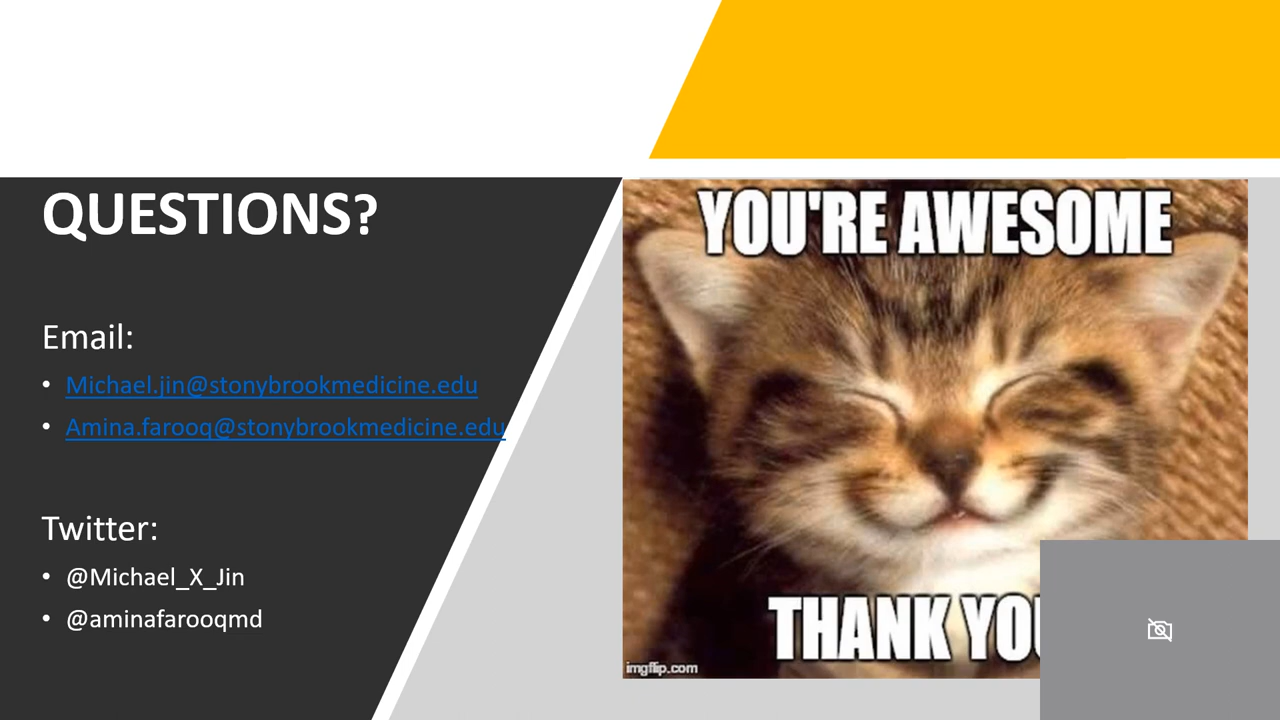 QUESTIONS?
Email:
• Michael.jin@stonybrookmedicine.edu
• Amina.farooq@stonybrookmedicine.edu
Twitter:
• @Michael_X_Jin
• @aminafarooqmd
YOU'RE AWESOME
THANK YOU
imgflip.com